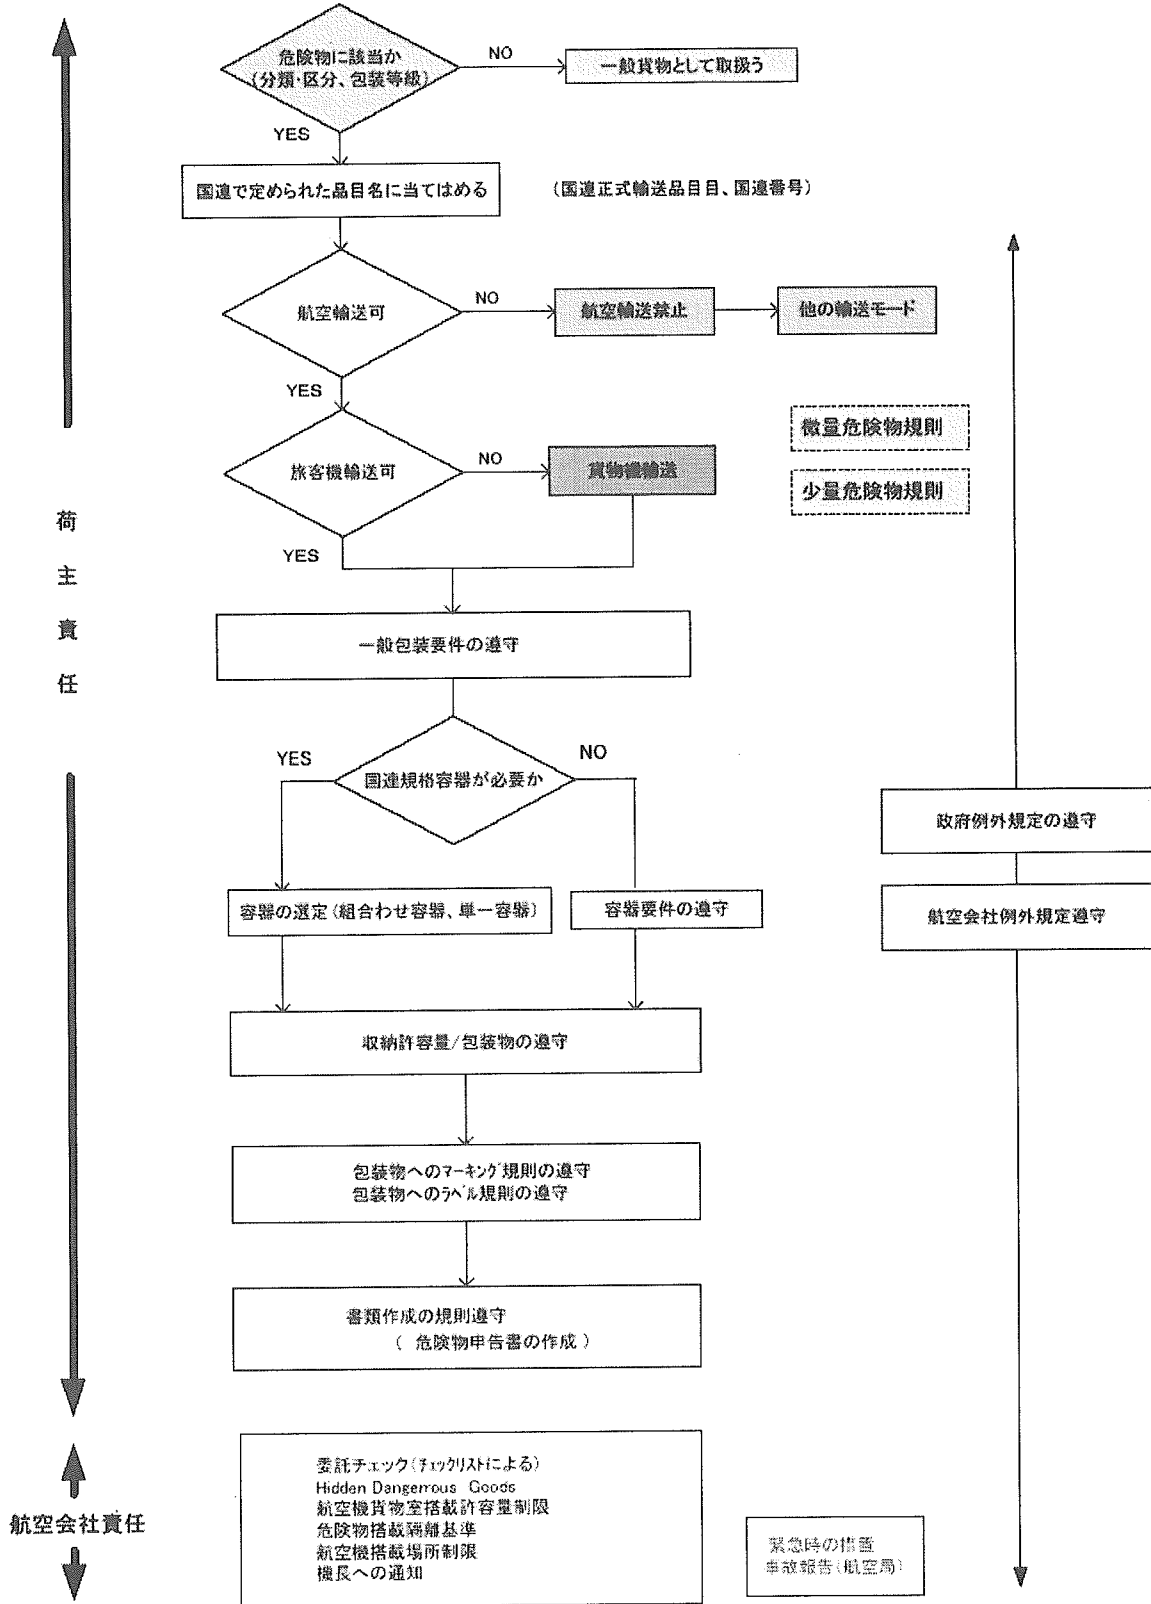 危険物に該当か
(分類・区分、包装等級)
NO
一般貨物として取扱う
YES
国連で定められた品目名に当てはめる
(国連正式輸送品目目、国連番号)
航空輸送可
NO
航空輸送禁止
他の輸送モード
YES
微量危険物規則
旅客機輸送可
NO
貨物機輸送
少量危険物規則
YES
荷主責任
一般包装要件の遵守
YES
NO
国連規格容器が必要か
政府例外規定の遵守
容器の選定(組合わせ容器、単一容器)
容器要件の遵守
航空会社例外規定遵守
収納許容量/包装物の遵守
包装物へのマーキング規則の遵守
包装物へのラベル規則の遵守
書類作成の規則遵守
( 危険物申告書の作成 )
委託チェック(チェックリストによる)
Hidden Dangerrous Goods
航空機貨物室搭載許容量制限
危険物搭載隔離基準
航空機搭載場所制限
機長への通知
航空会社責任
緊急時の措置
事故報告(航空局)